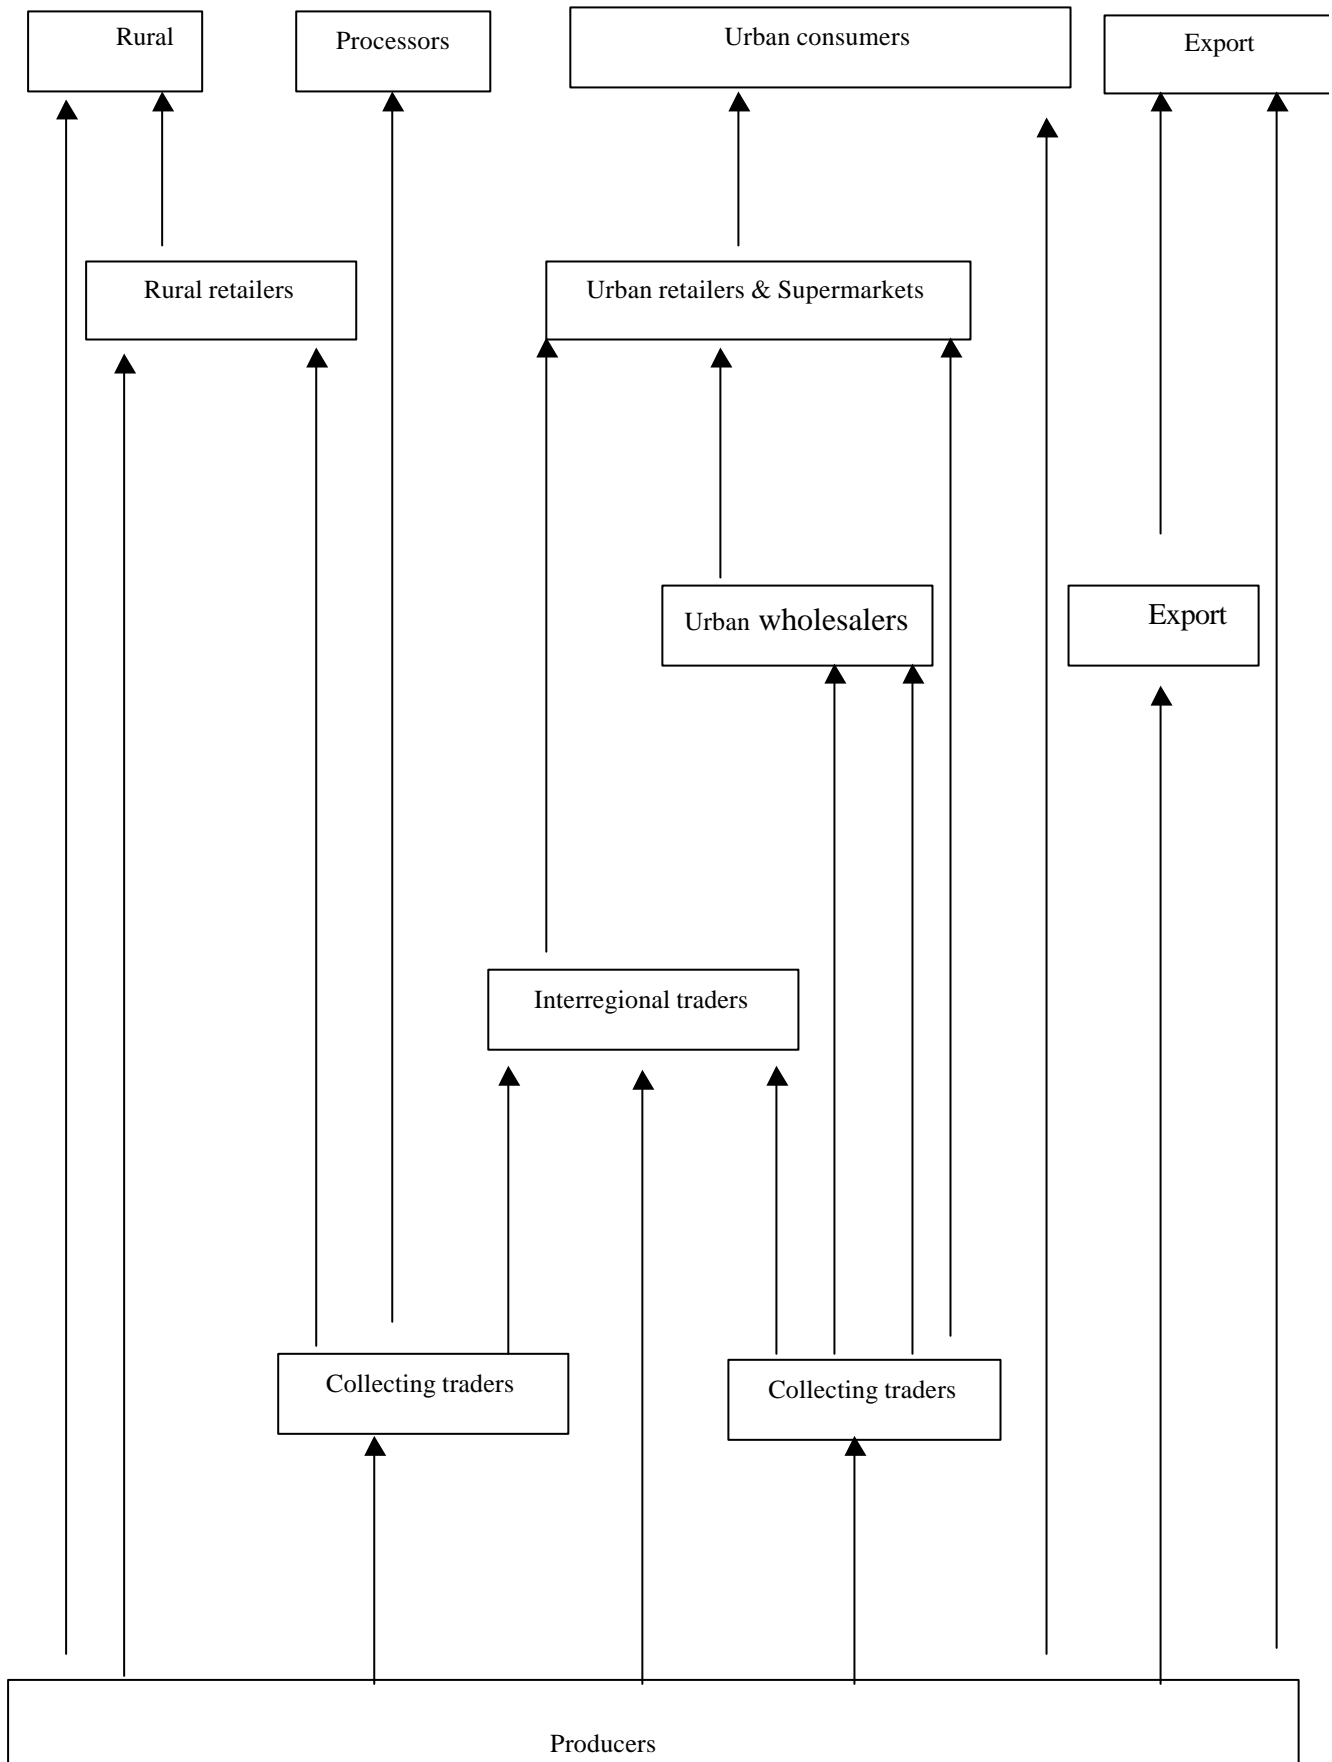 Rural
Processors
Urban consumers
Export
Rural retailers
Urban retailers & Supermarkets
Urban wholesalers
Export
Interregional traders
Collecting traders
Collecting traders
Producers